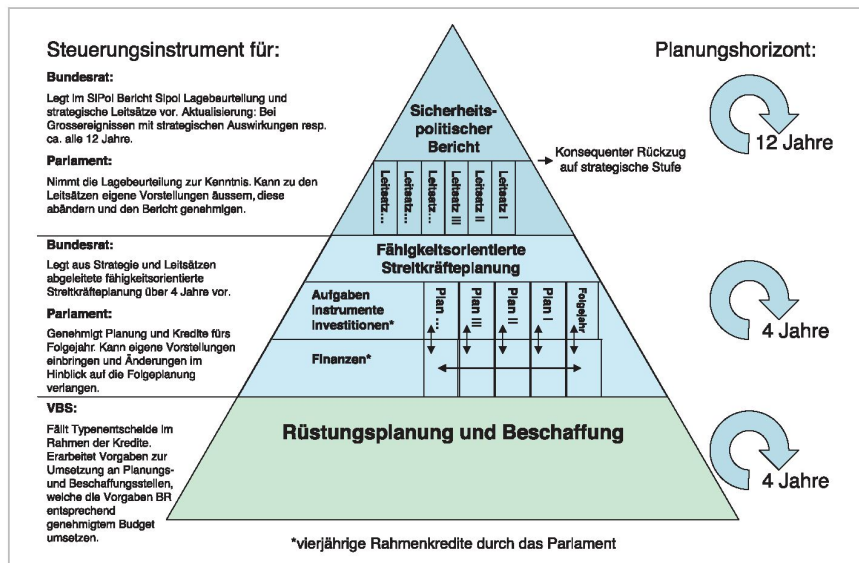 Steuerungsinstrument für:
Bundesrat:
Legt im SiPol Bericht Sipol Lagebeurteilung und
strategische Leitsätze vor. Aktualisierung: Bei
Grossereignissen mit strategischen Auswirkungen resp.
ca. alle 12 Jahre.
Parlament:
Nimmt die Lagebeurteilung zur Kenntnis. Kann zu den
Leitsätzen eigene Vorstellungen äussern, diese
abändern und den Bericht genehmigen.
Bundesrat:
Legt aus Strategie und Leitsätzen
abgeleitete fähigkeitsorientierte
Streitkräfteplanung über 4 Jahre vor.
Parlament:
Genehmigt Planung und Kredite fürs
Folgejahr. Kann eigene Vorstellungen
einbringen und Änderungen im
Hinblick auf die Folgeplanung
verlangen.
VBS:
Fällt Typenentscheide im
Rahmen der Kredite.
Erarbeitet Vorgaben zur
Umsetzung an Planungs-
und Beschaffungsstellen,
welche die Vorgaben BR
entsprechend
genehmigtem Budget
umsetzen.
Sicherheits-
politischer
Bericht
Leitsatz...
Leitsatz...
Leitsatz...
Leitsatz III
Leitsatz II
Leitsatz I
Konsequenter Rückzug
auf strategische Stufe
Fähigkeitsorientierte
Streitkräfteplanung
Aufgaben
Instrumente
Investitionen*
Plan ...
Plan III
Plan II
Plan I
Folgejahr
Finanzen*
Rüstungsplanung und Beschaffung
*vierjährige Rahmenkredite durch das Parlament
Planungshorizont:
12 Jahre
4 Jahre
4 Jahre